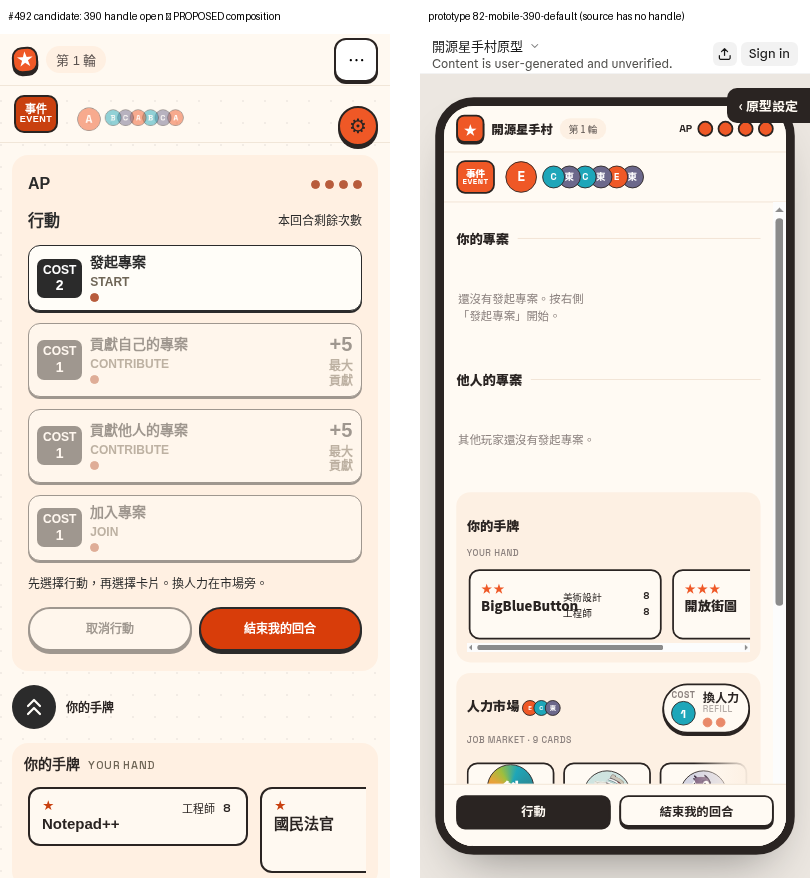 #492 candidate: 390 handle open ▯ PROPOSED composition
第 1 輪
事件
EVENT
A
B
C
A
B
C
A
AP
行動
本回合剩餘次數
COST
2
發起專案
START
COST
1
貢獻自己的專案
CONTRIBUTE
+5
最大
貢獻
COST
1
貢獻他人的專案
CONTRIBUTE
+5
最大
貢獻
COST
1
加入專案
JOIN
先選擇行動，再選擇卡片。換人力在市場旁。
取消行動
結束我的回合
你的手牌
你的手牌 YOUR HAND
Notepad++
工程師 8
國民法官
prototype 82-mobile-390-default (source has no handle)
開源星手村原型
Content is user-generated and unverified.
Sign in
‹ 原型設定
開源星手村
第 1 輪
AP
事件
EVENT
E
C
東
C
東
E
東
你的專案
還沒有發起專案。按右側
「發起專案」開始。
他人的專案
其他玩家還沒有發起專案。
你的手牌
YOUR HAND
BigBlueButton
美術設計 8
工程師 8
開放街圖
人力市場
E
C
東
JOB MARKET · 9 CARDS
COST
1
換人力
REFILL
行動
結束我的回合